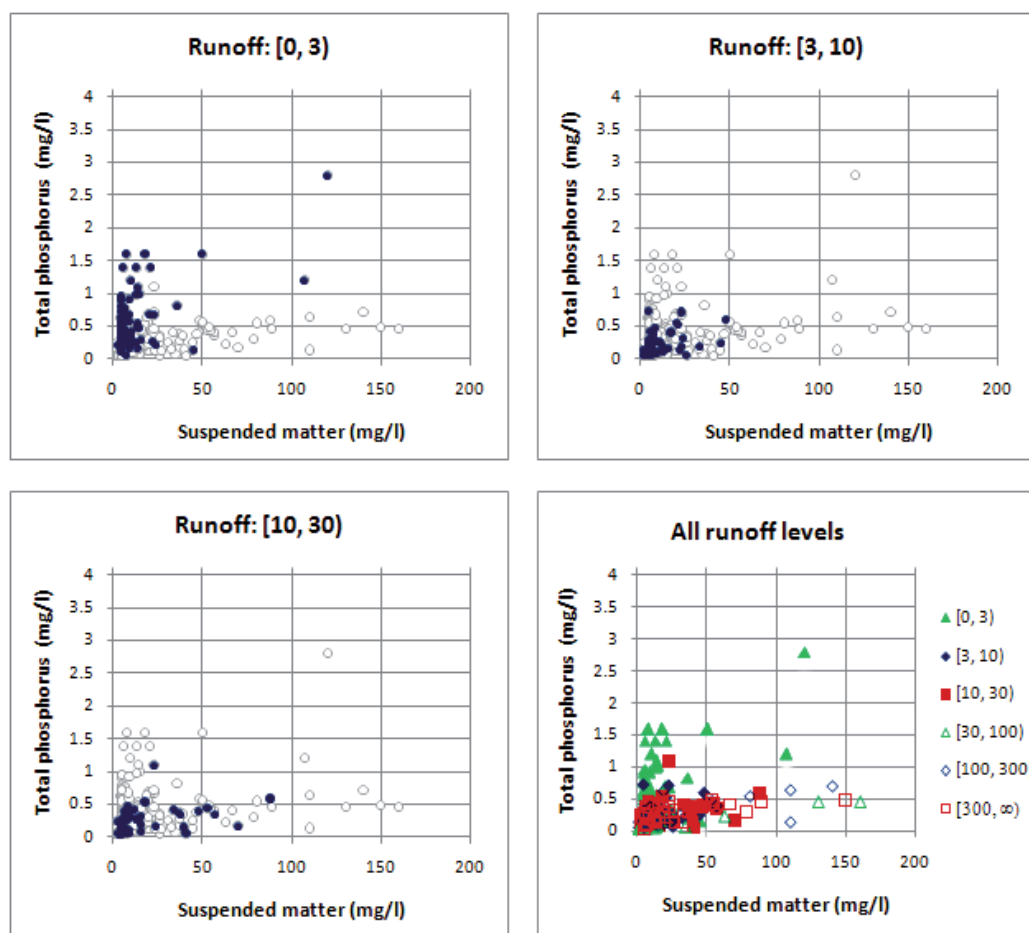 Runoff: [0, 3)
Total phosphorus (mg/l)
4
3.5
3
2.5
2
1.5
1
0.5
0
0 50 100 150 200
Suspended matter (mg/l)
Runoff: [3, 10)
Total phosphorus (mg/l)
4
3.5
3
2.5
2
1.5
1
0.5
0
0 50 100 150 200
Suspended matter (mg/l)
Runoff: [10, 30)
Total phosphorus (mg/l)
4
3.5
3
2.5
2
1.5
1
0.5
0
0 50 100 150 200
Suspended matter (mg/l)
All runoff levels
Total phosphorus (mg/l)
4
3.5
3
2.5
2
1.5
1
0.5
0
0 50 100 150 200
Suspended matter (mg/l)
[0, 3)
[3, 10)
[10, 30)
[30, 100)
[100, 300
[300, ∞)